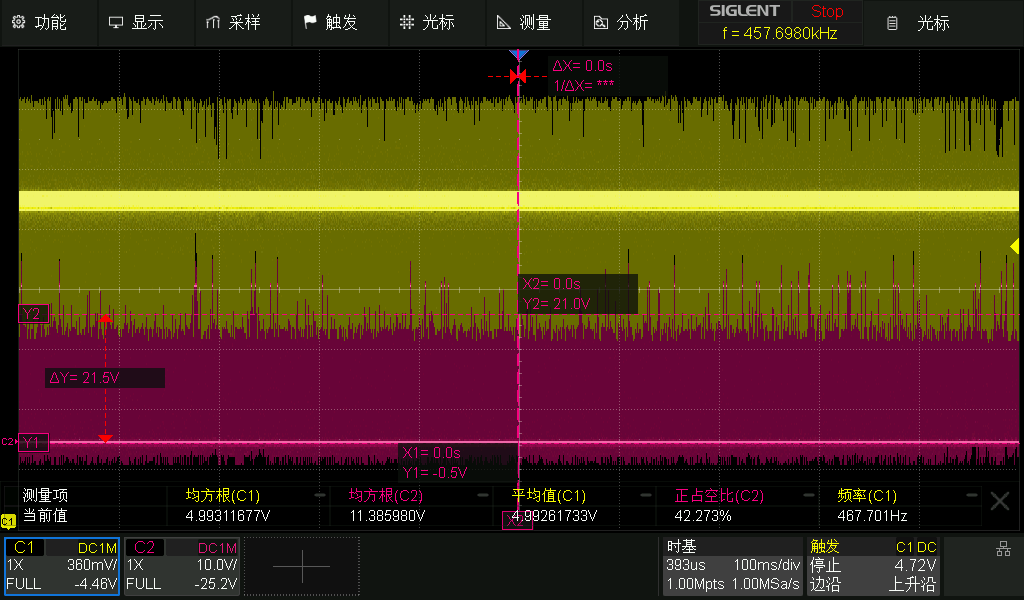 功能 显示 采样 触发 光标 测量 分析 SIGLENT Stop 光标
f = 457.6980kHz
ΔX= 0.0s
1/ΔX= ***
X2= 0.0s
Y2= 21.0V
Y2
ΔY= 21.5V
C2 Y1
X1= 0.0s
Y1= -0.5V
测量项 均方根(C1) 均方根(C2) 平均值(C1) 正占空比(C2) 频率(C1)
当前值 4.99311677V 11.385980V 4.99261733V 42.273% 467.701Hz
C1 X2
C1 DC1M C2 DC1M 时基 触发 C1 DC
1X 360mV/ 1X 10.0V/ 393us 100ms/div 停止 4.72V
FULL -4.46V FULL -25.2V 1.00Mpts 1.00MSa/s 边沿 上升沿